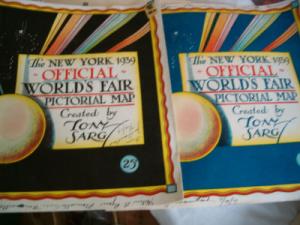 The NEW YORK 1939
OFFICIAL
WORLD'S FAIR
PICTORIAL MAP
Created by
TONY
SARG
25¢
The NEW YORK 1939
OFFICIAL
WORLD'S FAIR
PICTORIAL MAP
Created by
TONY
SARG
25¢